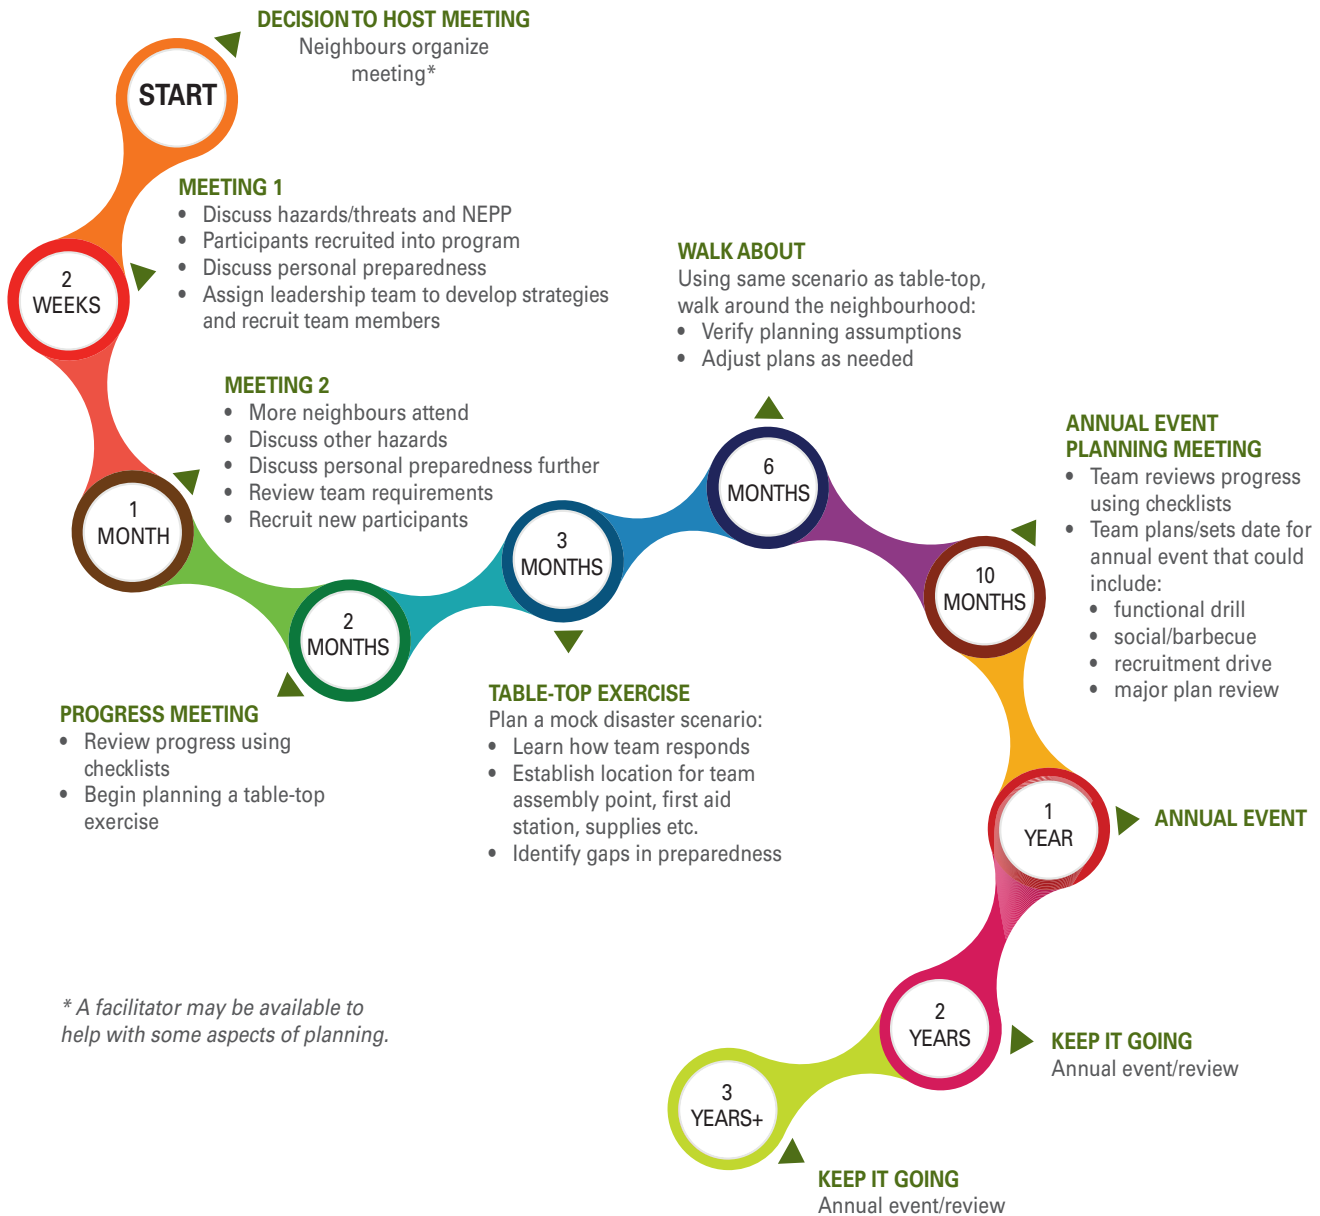 START
DECISION TO HOST MEETING
Neighbours organize
meeting*
2
WEEKS
MEETING 1
• Discuss hazards/threats and NEPP
• Participants recruited into program
• Discuss personal preparedness
• Assign leadership team to develop strategies
and recruit team members
1
MONTH
MEETING 2
• More neighbours attend
• Discuss other hazards
• Discuss personal preparedness further
• Review team requirements
• Recruit new participants
2
MONTHS
PROGRESS MEETING
• Review progress using
checklists
• Begin planning a table-top
exercise
3
MONTHS
TABLE-TOP EXERCISE
Plan a mock disaster scenario:
• Learn how team responds
• Establish location for team
assembly point, first aid
station, supplies etc.
• Identify gaps in preparedness
6
MONTHS
WALK ABOUT
Using same scenario as table-top,
walk around the neighbourhood:
• Verify planning assumptions
• Adjust plans as needed
10
MONTHS
ANNUAL EVENT
PLANNING MEETING
• Team reviews progress
using checklists
• Team plans/sets date for
annual event that could
include:
• functional drill
• social/barbecue
• recruitment drive
• major plan review
1
YEAR
ANNUAL EVENT
2
YEARS
KEEP IT GOING
Annual event/review
3
YEARS+
KEEP IT GOING
Annual event/review
* A facilitator may be available to
help with some aspects of planning.